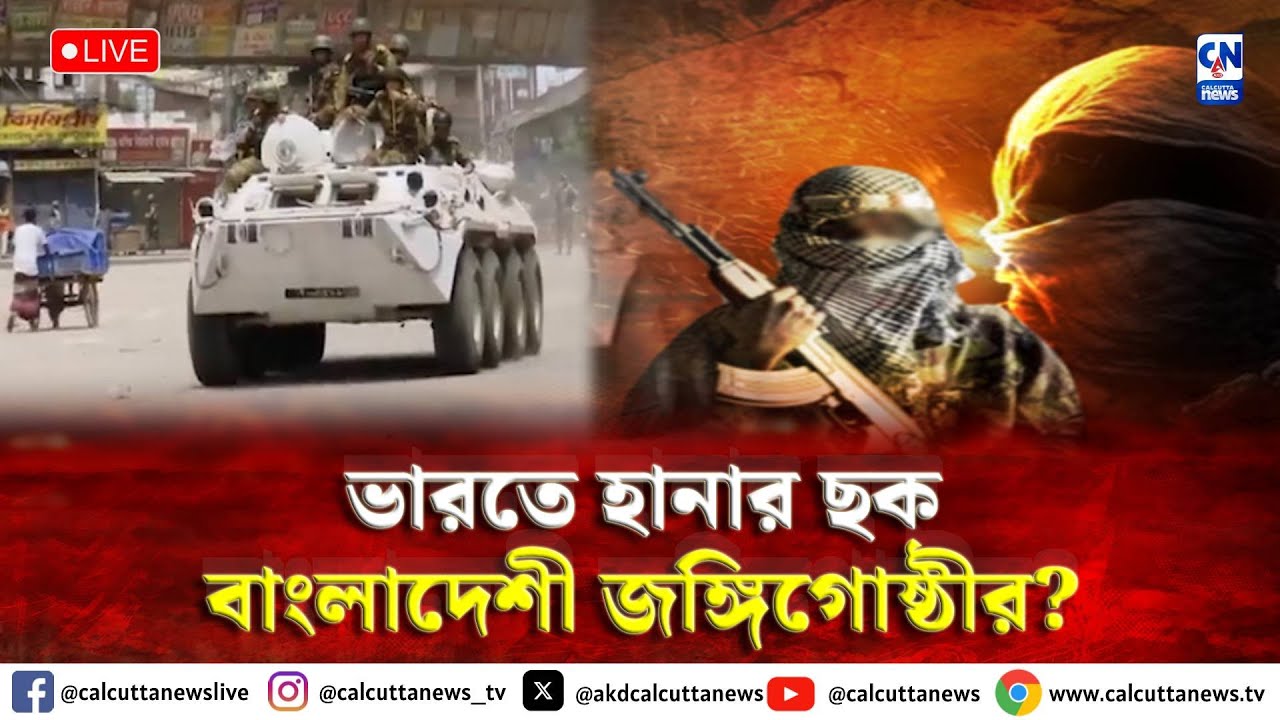 LIVE
CN
CALCUTTA
news
ভারতে হানার ছক
বাংলাদেশী জঙ্গিগোষ্ঠীর?
@calcuttanewslive
@calcuttanews_tv
@akdcalcuttanews
@calcuttanews
www.calcuttanews.tv